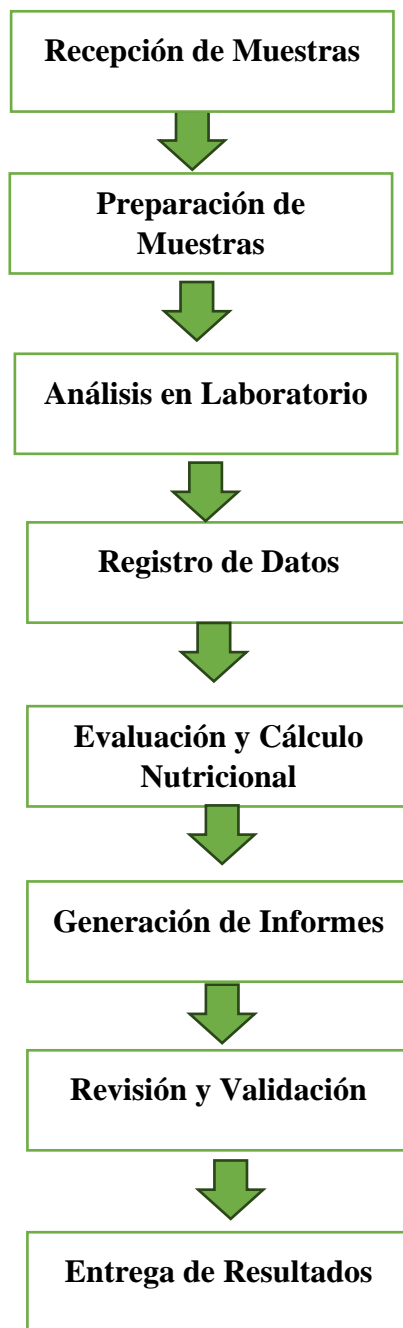 Recepción de Muestras
Preparación de
Muestras
Análisis en Laboratorio
Registro de Datos
Evaluación y Cálculo
Nutricional
Generación de Informes
Revisión y Validación
Entrega de Resultados